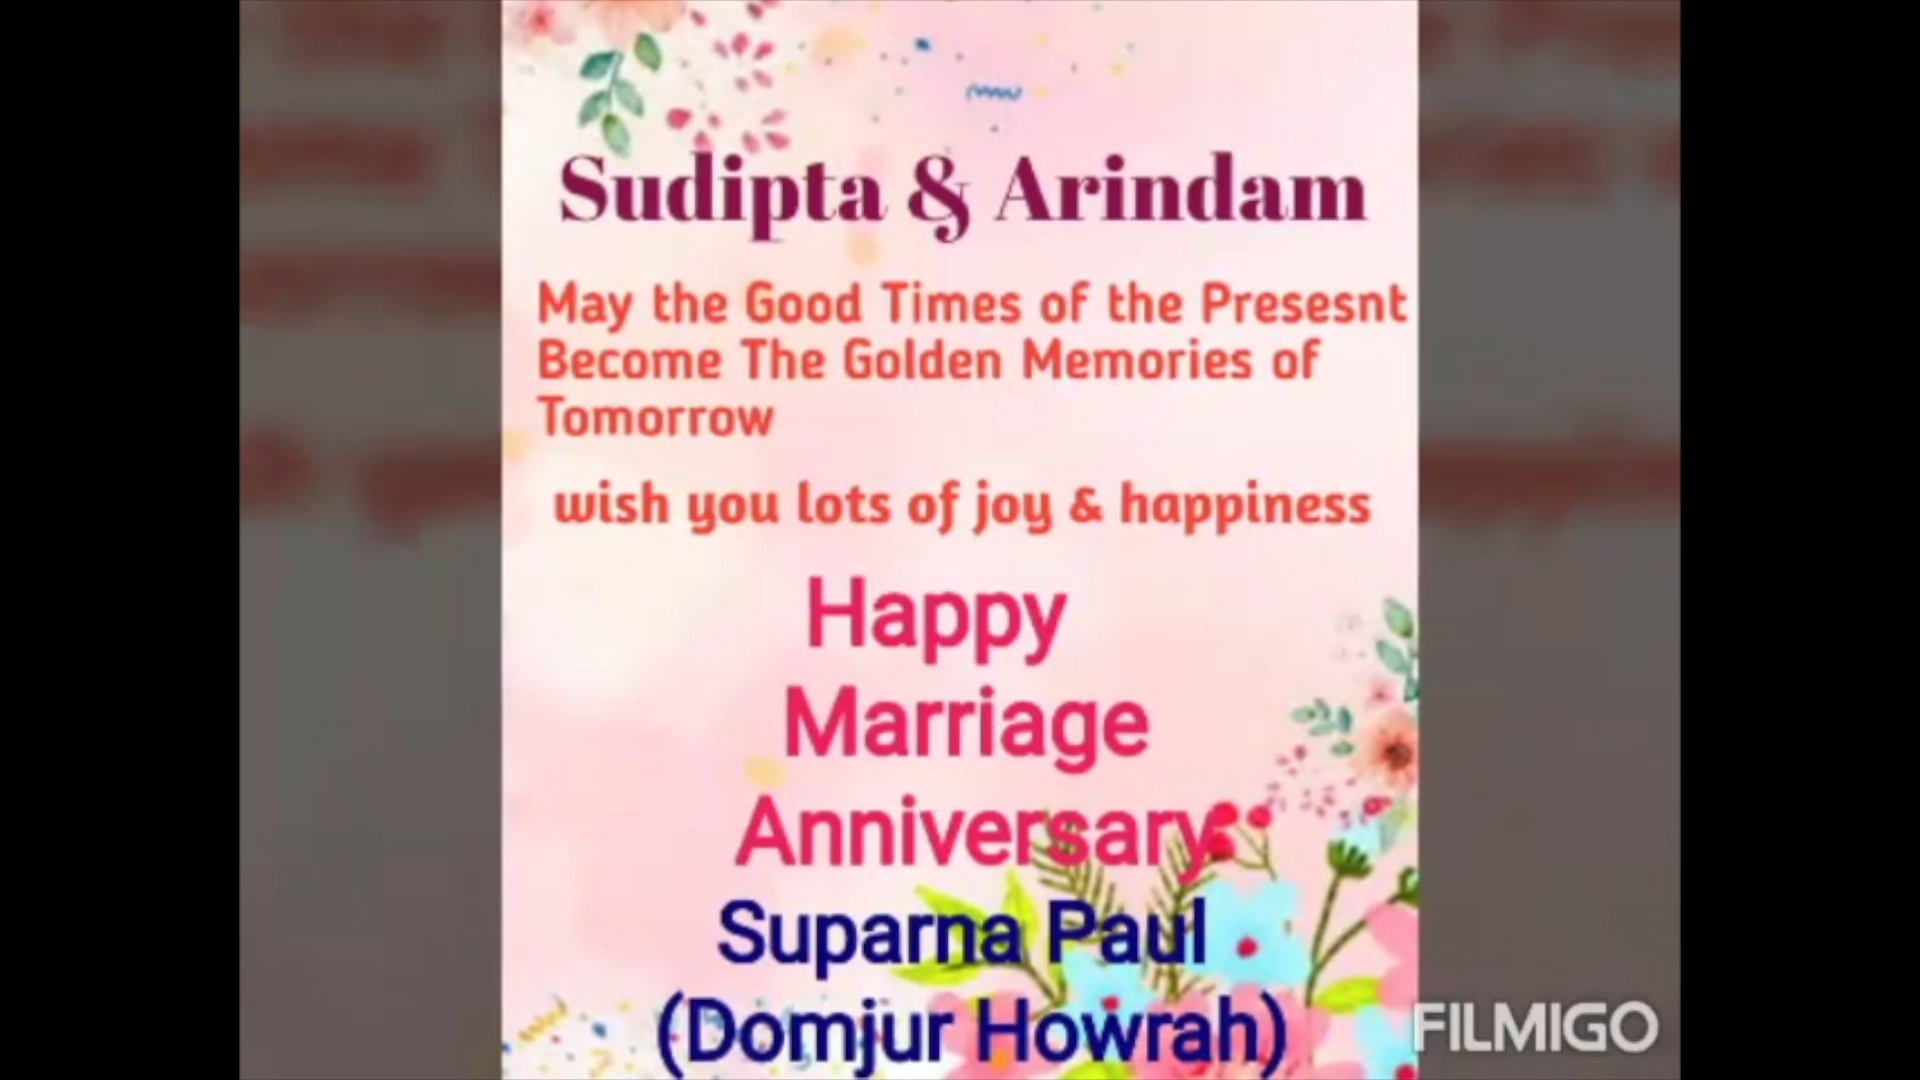 Sudipta & Arindam
May the Good Times of the Presesnt
Become The Golden Memories of
Tomorrow
wish you lots of joy & happiness
Happy
Marriage
Anniversary
Suparna Paul
(Domjur Howrah)
FILMIGO